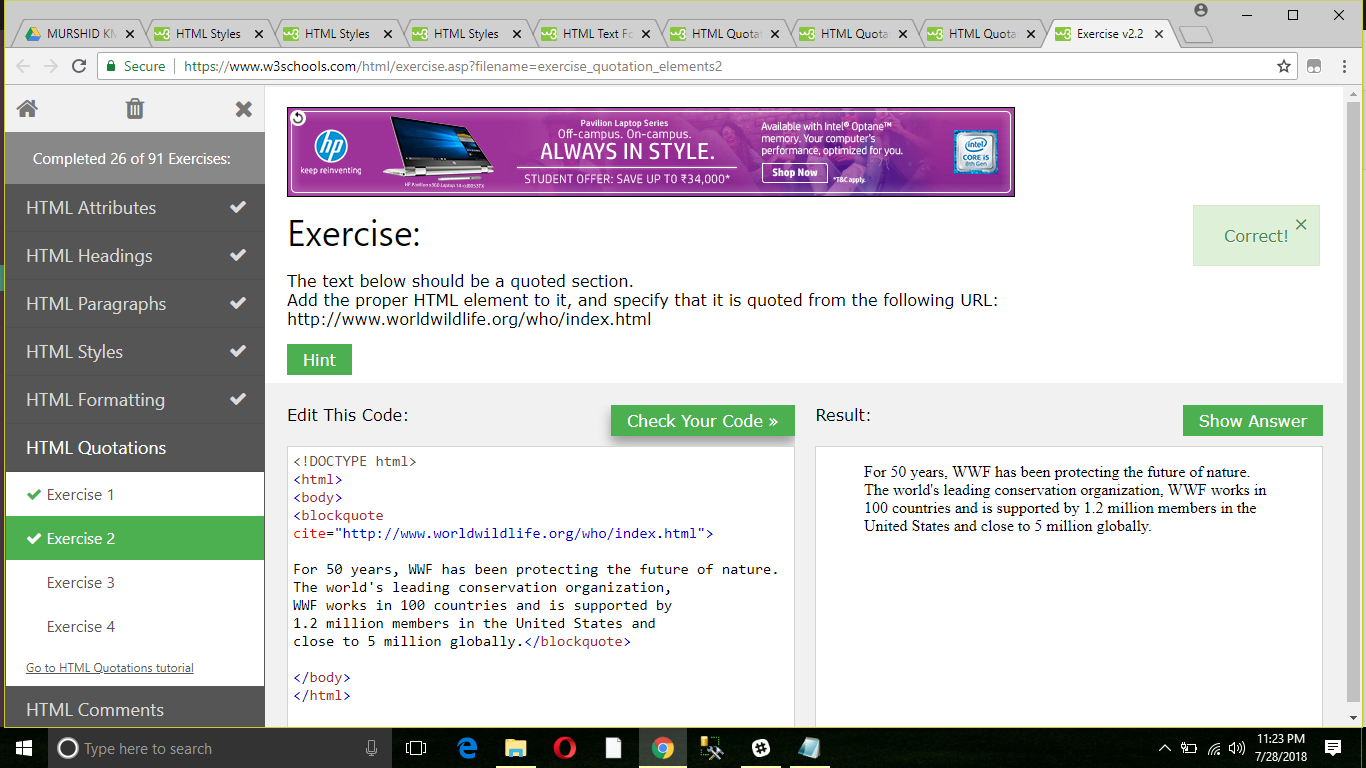 MURSHID KM
HTML Styles
HTML Styles
HTML Styles
HTML Text Fo
HTML Quota
HTML Quota
HTML Quota
Exercise v2.2
Secure
https://www.w3schools.com/html/exercise.asp?filename=exercise_quotation_elements2
Completed 26 of 91 Exercises:
HTML Attributes
HTML Headings
HTML Paragraphs
HTML Styles
HTML Formatting
HTML Quotations
Exercise 1
Exercise 2
Exercise 3
Exercise 4
Go to HTML Quotations tutorial
HTML Comments
hp
keep reinventing
Pavilion Laptop Series
Off-campus. On-campus.
ALWAYS IN STYLE.
STUDENT OFFER: SAVE UP TO ₹34,000*
Available with Intel® Optane™
memory. Your computer's
performance, optimized for you.
Shop Now
*T&C apply.
intel
CORE i5
8th Gen
Exercise:
Correct!
The text below should be a quoted section.
Add the proper HTML element to it, and specify that it is quoted from the following URL:
http://www.worldwildlife.org/who/index.html
Hint
Edit This Code:
Check Your Code »
Result:
Show Answer
<!DOCTYPE html>
<html>
<body>
<blockquote
cite="http://www.worldwildlife.org/who/index.html">
For 50 years, WWF has been protecting the future of nature.
The world's leading conservation organization,
WWF works in 100 countries and is supported by
1.2 million members in the United States and
close to 5 million globally.</blockquote>
</body>
</html>
For 50 years, WWF has been protecting the future of nature.
The world's leading conservation organization, WWF works in
100 countries and is supported by 1.2 million members in the
United States and close to 5 million globally.
Type here to search
11:23 PM
7/28/2018